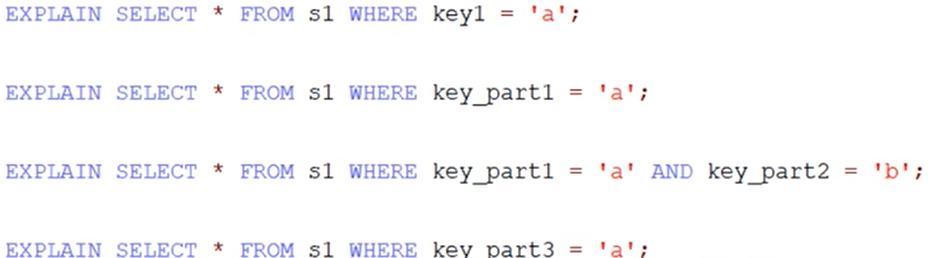 EXPLAIN SELECT * FROM s1 WHERE key1 = 'a';
EXPLAIN SELECT * FROM s1 WHERE key_part1 = 'a';
EXPLAIN SELECT * FROM s1 WHERE key_part1 = 'a' AND key_part2 = 'b';
EXPLAIN SELECT * FROM s1 WHERE key_part3 = 'a';